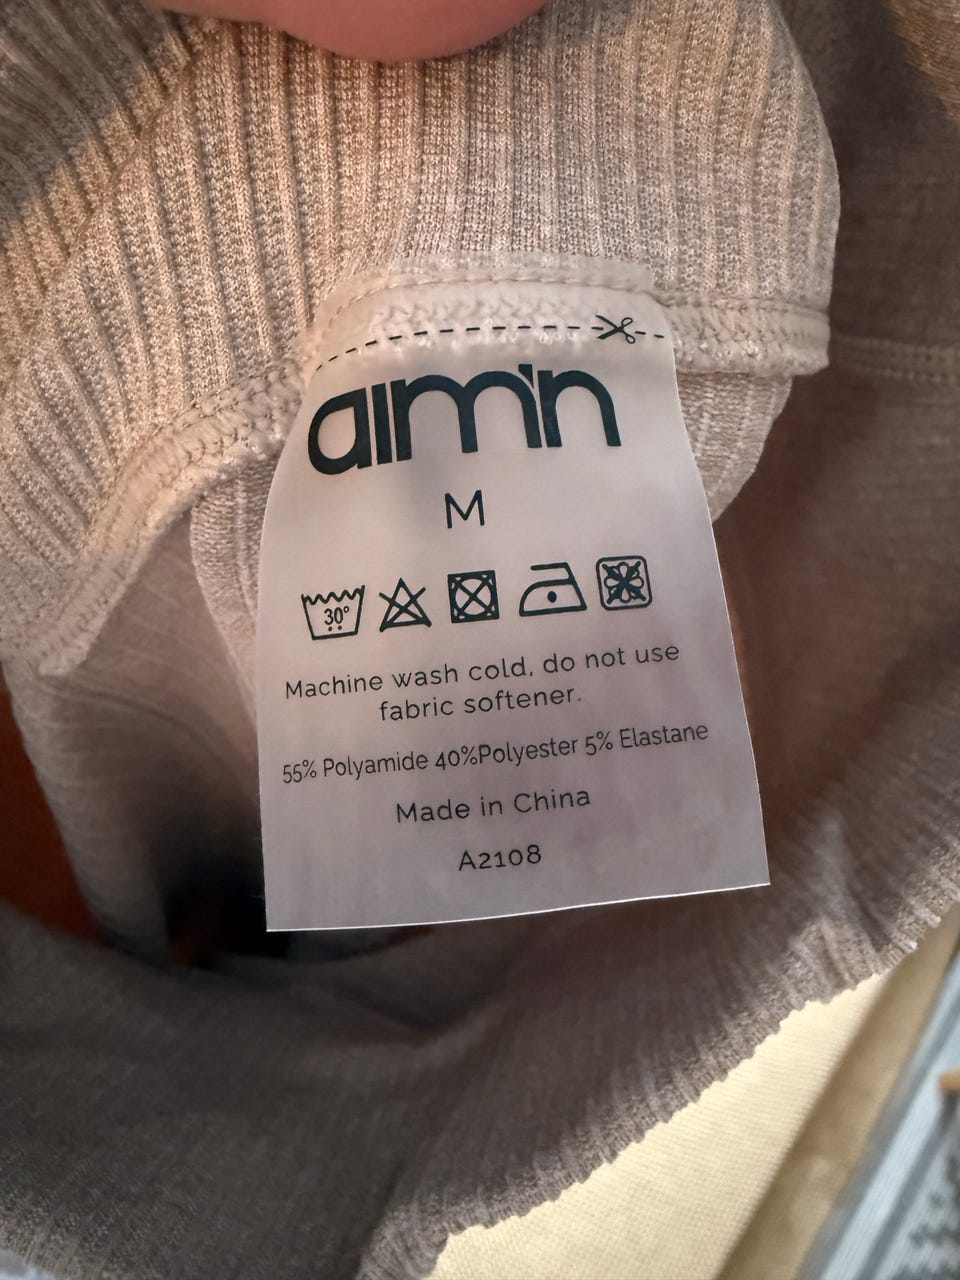 aim'n
M
30°
Machine wash cold, do not use
fabric softener.
55% Polyamide 40%Polyester 5% Elastane
Made in China
A2108